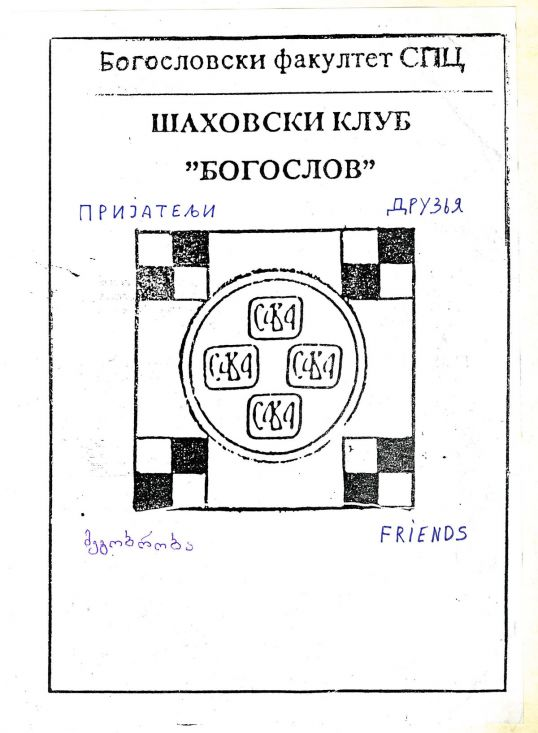 Богословски факултет СПЦ
ШАХОВСКИ КЛУБ
”БОГОСЛОВ”
ПРИЈАТЕЉИ ДРУЗЬЯ
მეგობრობა FRiENDS